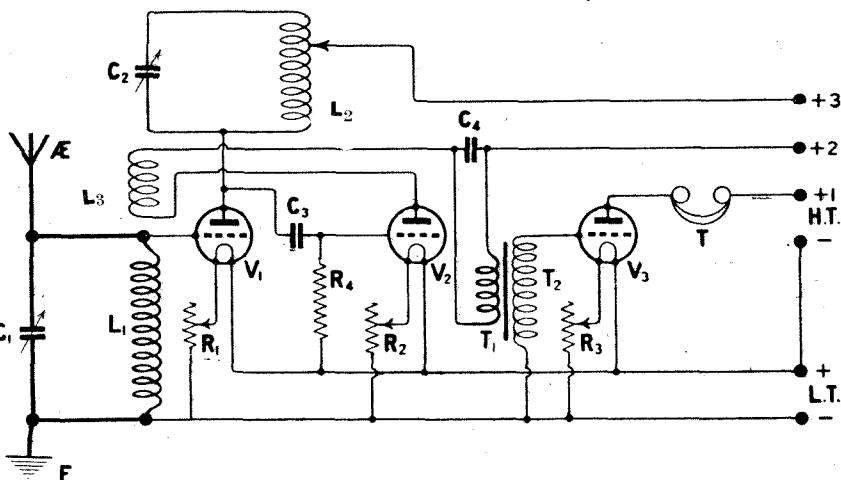 C₂
L₂
+3
C₄
Æ
+2
L₃
C₃
+1
H.T.
T
−
V₁
R₄
V₂
T₂
V₃
C₁
L₁
R₁
R₂
T₁
R₃
+
L.T.
−
E